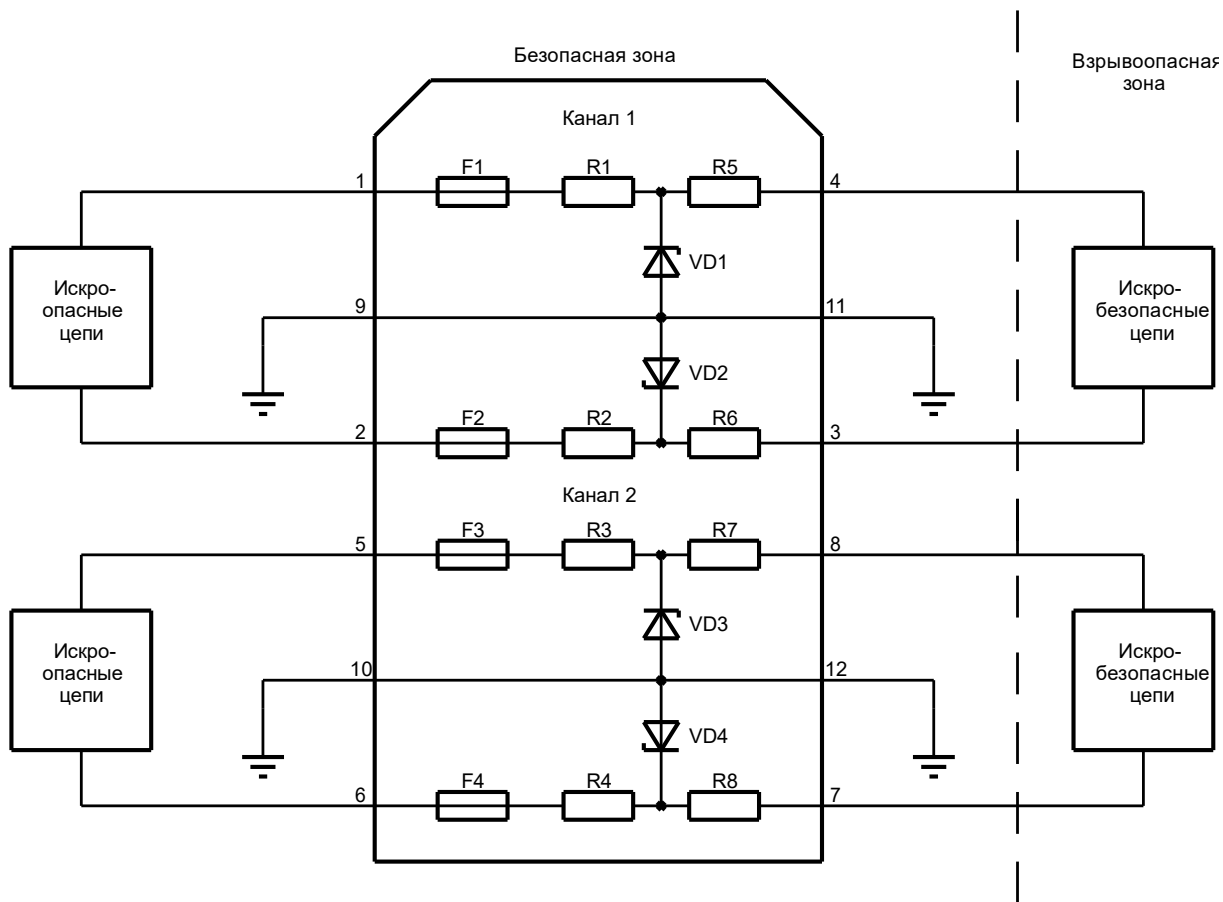 Безопасная зона
Взрывоопасная
зона
Канал 1
1
F1
R1
R5
4
Искро-
опасные
цепи
VD1
Искро-
безопасные
цепи
9
11
VD2
2
F2
R2
R6
3
Канал 2
5
F3
R3
R7
8
Искро-
опасные
цепи
VD3
Искро-
безопасные
цепи
10
12
VD4
6
F4
R4
R8
7